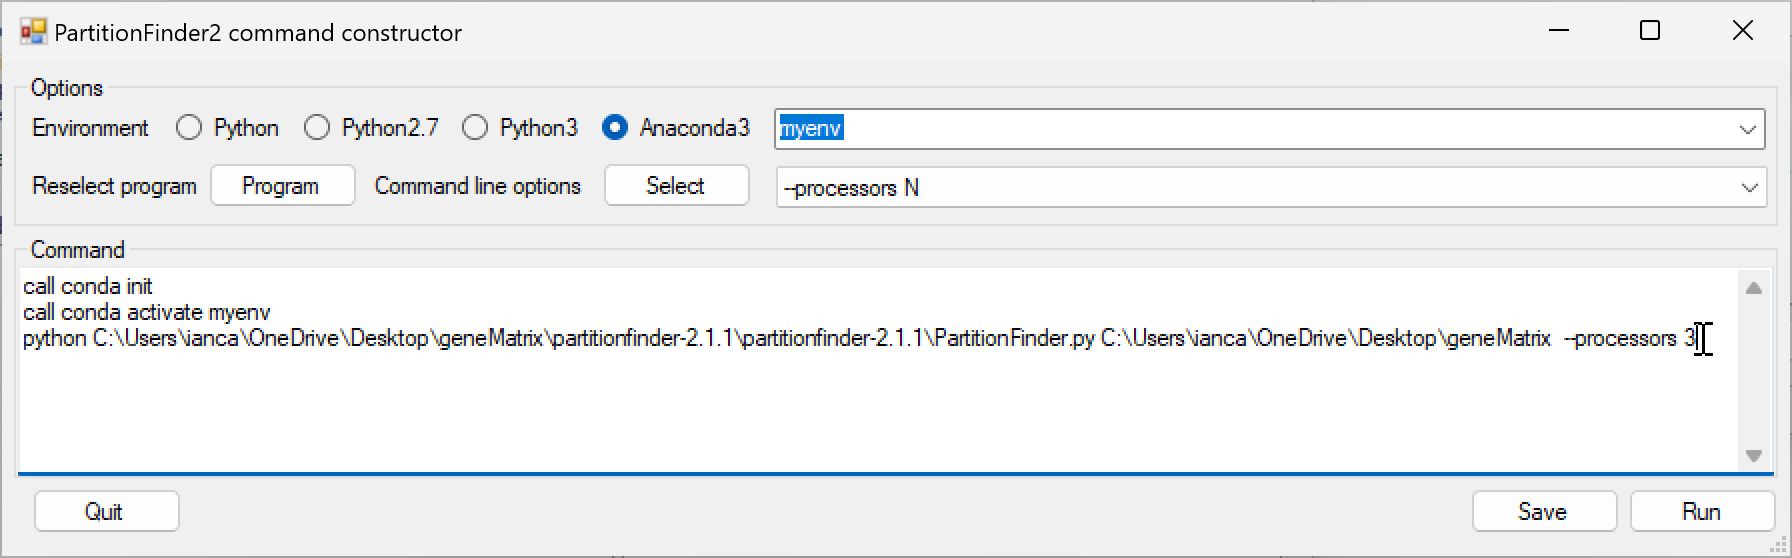 PartitionFinder2 command constructor
Options
Environment Python Python2.7 Python3 Anaconda3 myenv
Reselect program Program Command line options Select --processors N
Command
call conda init
call conda activate myenv
python C:\Users\ianca\OneDrive\Desktop\geneMatrix\partitionfinder-2.1.1\partitionfinder-2.1.1\PartitionFinder.py C:\Users\ianca\OneDrive\Desktop\geneMatrix  --processors 3
Quit Save Run